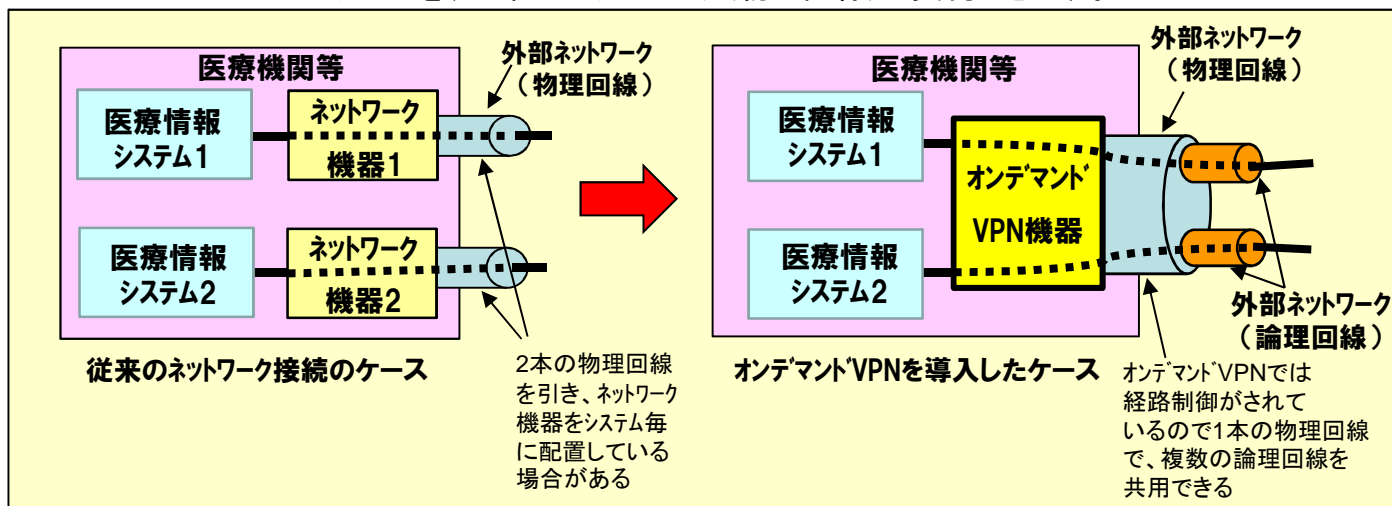 医療機関等
外部ネットワーク
（物理回線）
医療情報
システム1
ネットワーク
機器1
医療情報
システム2
ネットワーク
機器2
従来のネットワーク接続のケース
2本の物理回線
を引き、ネットワーク
機器をシステム毎
に配置している
場合がある
医療機関等
外部ネットワーク
（物理回線）
医療情報
システム1
オンデマンド
VPN機器
医療情報
システム2
外部ネットワーク
（論理回線）
オンデマンドVPNを導入したケース
オンデマンドVPNでは
経路制御がされて
いるので1本の物理回線
で、複数の論理回線を
共用できる